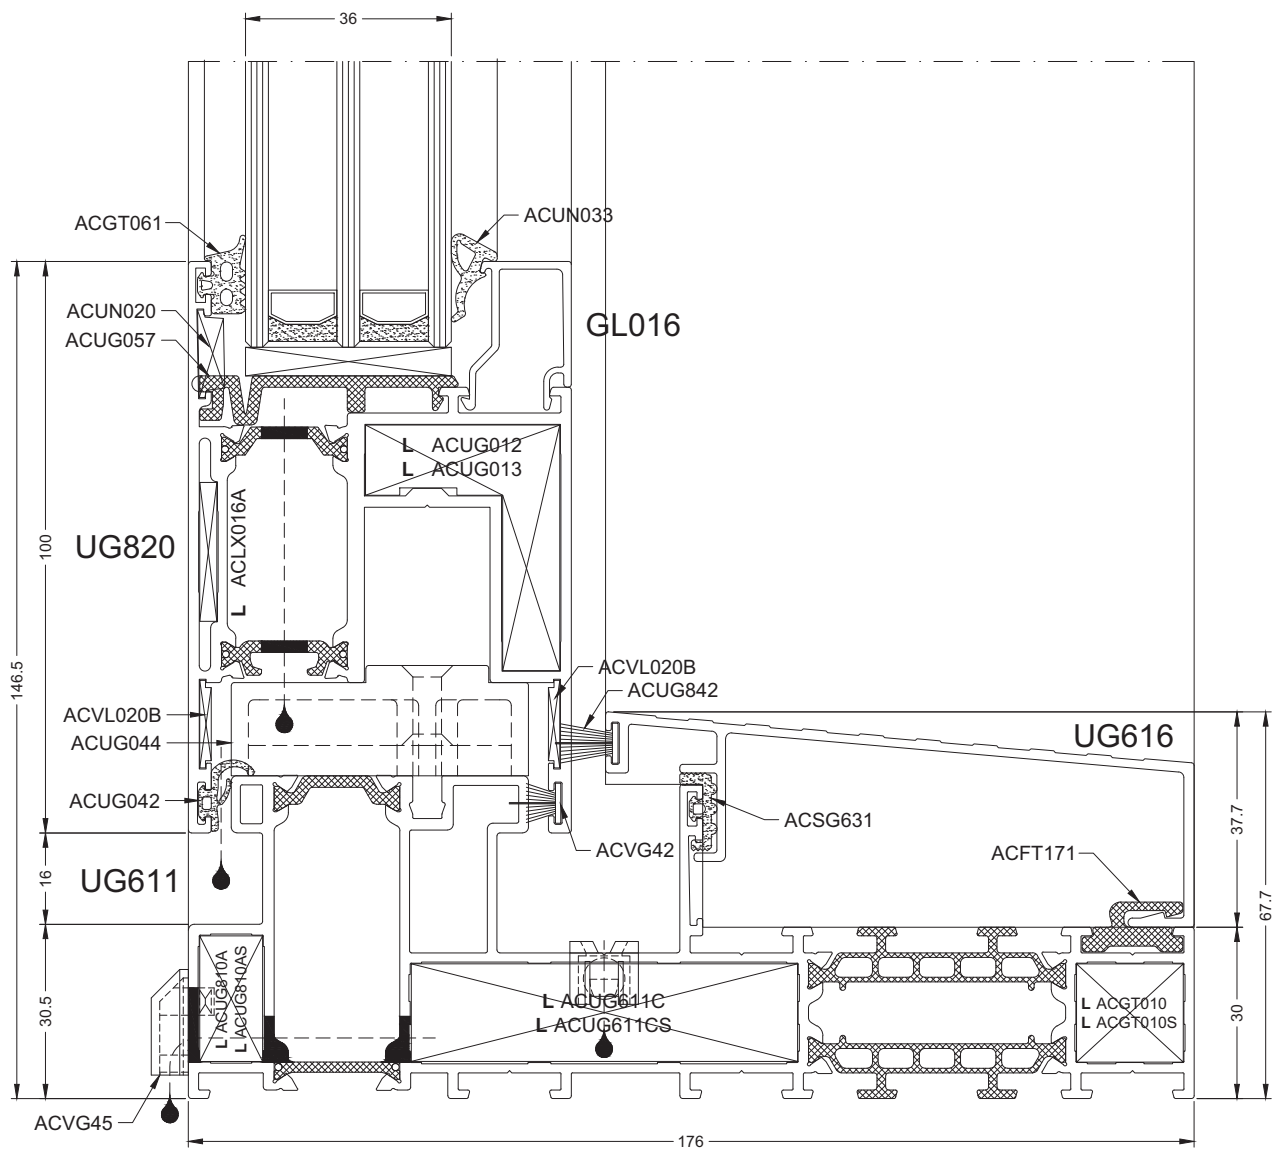 36
ACGT061
ACUN033
ACUN020
ACUG057
GL016
L ACUG012
L ACUG013
UG820
L ACLX016A
100
146.5
ACVL020B
ACUG842
ACVL020B
ACUG044
UG616
ACUG042
ACSG631
ACVG42
ACFT171
37.7
67.7
16
UG611
30.5
L ACUG810A
L ACUG810AS
L ACUG611C
L ACUG611CS
L ACGT010
L ACGT010S
30
ACVG45
176